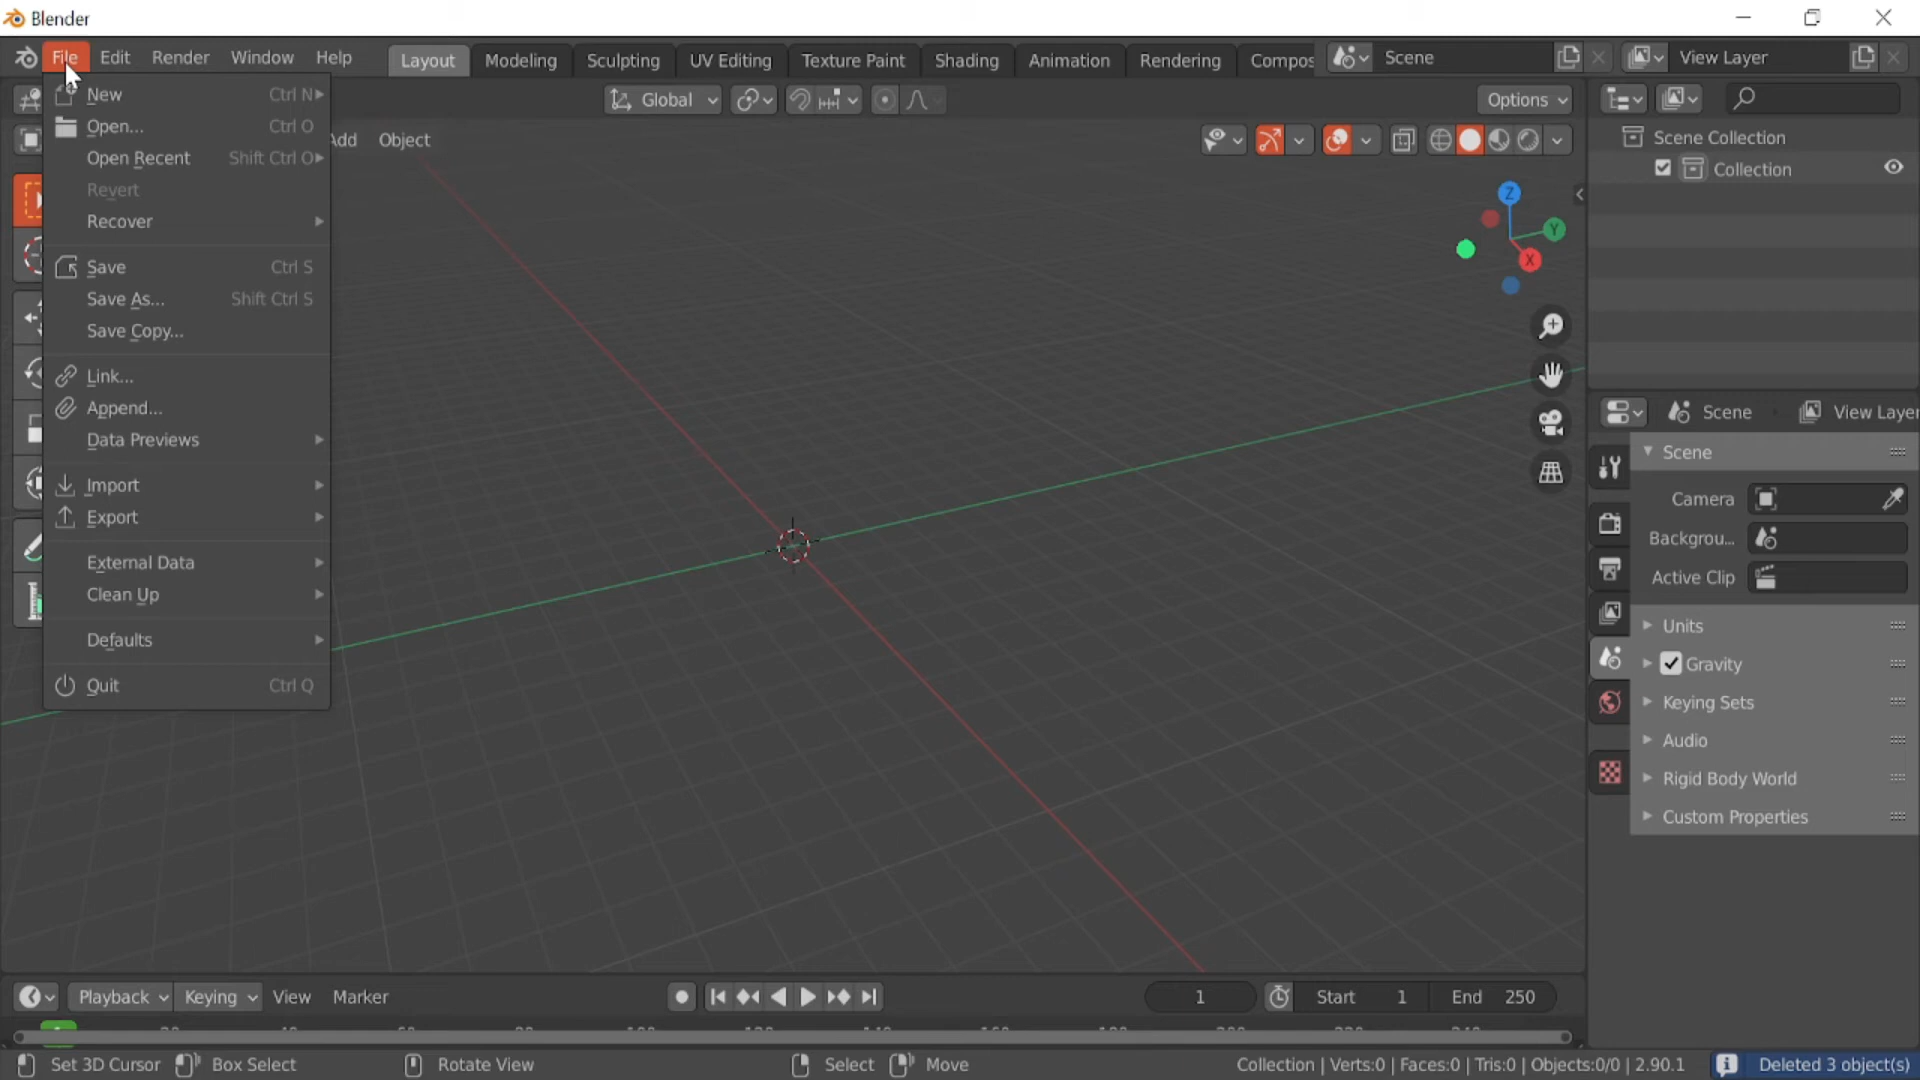 Blender
File Edit Render Window Help Layout Modeling Sculpting UV Editing Texture Paint Shading Animation Rendering Compos Scene View Layer
New Ctrl N
Open... Ctrl O
Open Recent Shift Ctrl O
Revert
Recover
Save Ctrl S
Save As... Shift Ctrl S
Save Copy...
Link...
Append...
Data Previews
Import
Export
External Data
Clean Up
Defaults
Quit Ctrl Q
Global Options
Add Object
Z
Y
X
Scene Collection
Collection
Scene View Layer
Scene
Camera
Backgrou...
Active Clip
Units
Gravity
Keying Sets
Audio
Rigid Body World
Custom Properties
Playback Keying View Marker 1 Start 1 End 250
Set 3D Cursor Box Select Rotate View Select Move Collection | Verts:0 | Faces:0 | Tris:0 | Objects:0/0 | 2.90.1 Deleted 3 object(s)